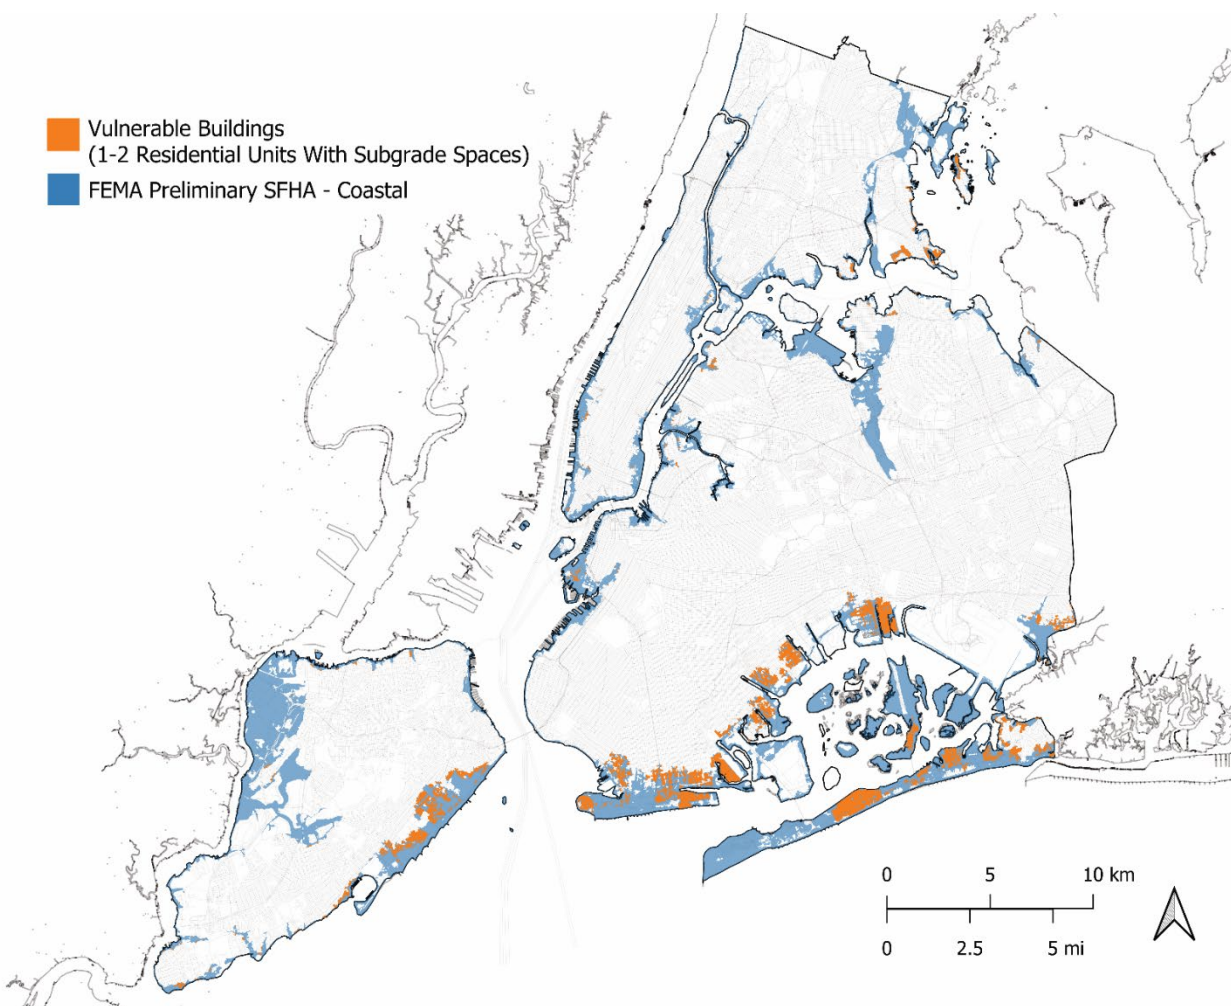 Vulnerable Buildings
(1-2 Residential Units With Subgrade Spaces)
FEMA Preliminary SFHA - Coastal
0 5 10 km
0 2.5 5 mi